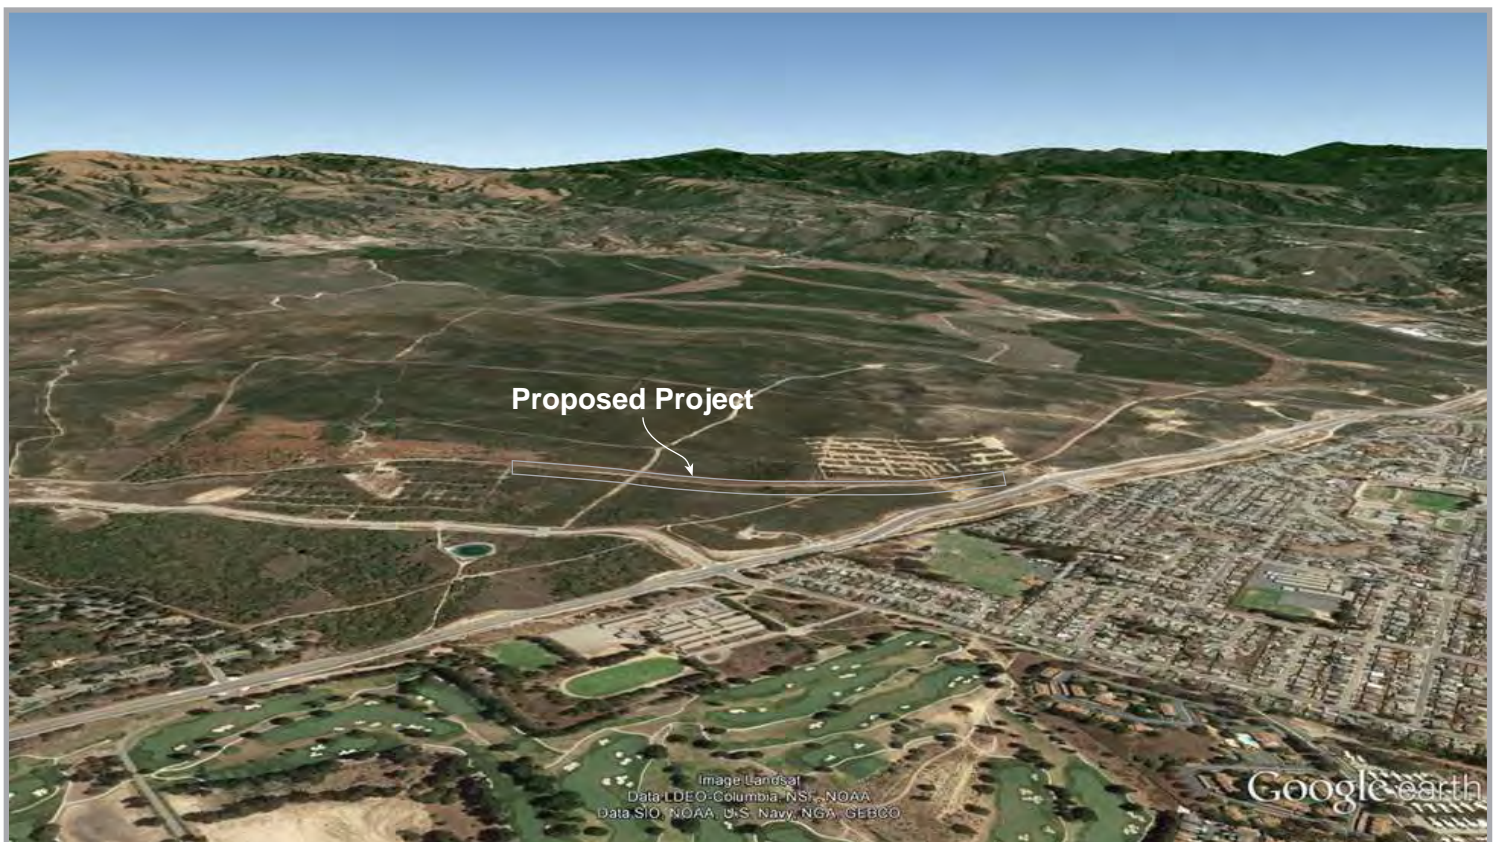 Proposed Project
Image Landsat
Data LDEO-Columbia, NSF, NOAA
Data SIO, NOAA, U.S. Navy, NGA, GEBCO
Google earth